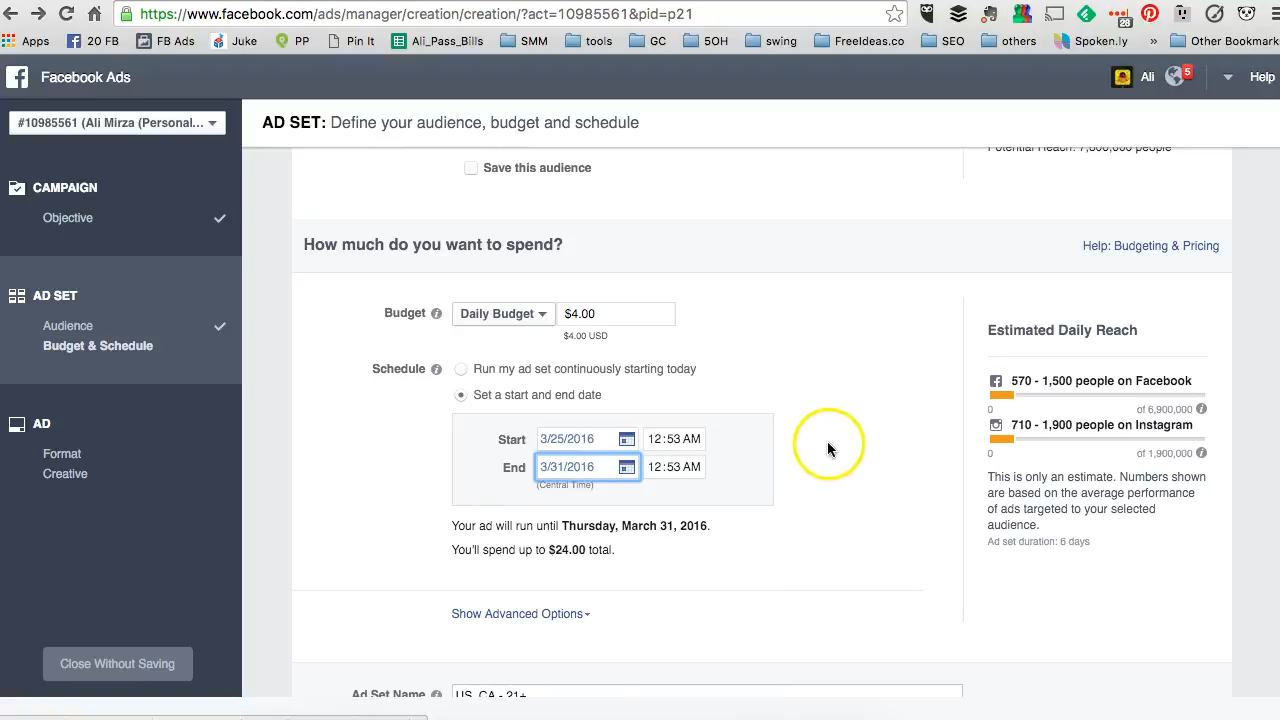 https://www.facebook.com/ads/manager/creation/creation/?act=10985561&pid=p21
23
Apps 20 FB FB Ads Juke PP Pin It Ali_Pass_Bills SMM tools GC 5OH swing FreeIdeas.co SEO others Spoken.ly » Other Bookmarks
Facebook Ads
Ali 5 Help
#10985561 (Ali Mirza (Personal...
AD SET: Define your audience, budget and schedule
CAMPAIGN
Objective
AD SET
Audience
Budget & Schedule
AD
Format
Creative
Close Without Saving
Potential Reach: 7,300,000 people
Save this audience
How much do you want to spend?
Help: Budgeting & Pricing
Budget Daily Budget $4.00
$4.00 USD
Schedule Run my ad set continuously starting today
Set a start and end date
Start 3/25/2016 12:53 AM
End 3/31/2016 12:53 AM
(Central Time)
Your ad will run until Thursday, March 31, 2016.
You'll spend up to $24.00 total.
Show Advanced Options
Estimated Daily Reach
570 - 1,500 people on Facebook
0 of 6,900,000
710 - 1,900 people on Instagram
0 of 1,900,000
This is only an estimate. Numbers shown
are based on the average performance
of ads targeted to your selected
audience.
Ad set duration: 6 days
Ad Set Name US, CA - 21+